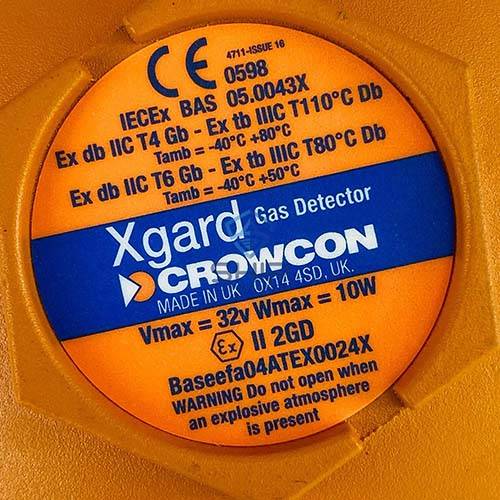 4711-ISSUE 16
CE 0598
IECEx BAS 05.0043X
Ex db IIC T4 Gb - Ex tb IIIC T110°C Db
Tamb = -40°C +80°C
Ex db IIC T6 Gb - Ex tb IIIC T80°C Db
Tamb = -40°C +50°C
Xgard Gas Detector
CROWCON
MADE IN UK OX14 4SD, UK.
Vmax = 32v Wmax = 10W
Ex II 2GD
Baseefa04ATEX0024X
WARNING Do not open when
an explosive atmosphere
is present